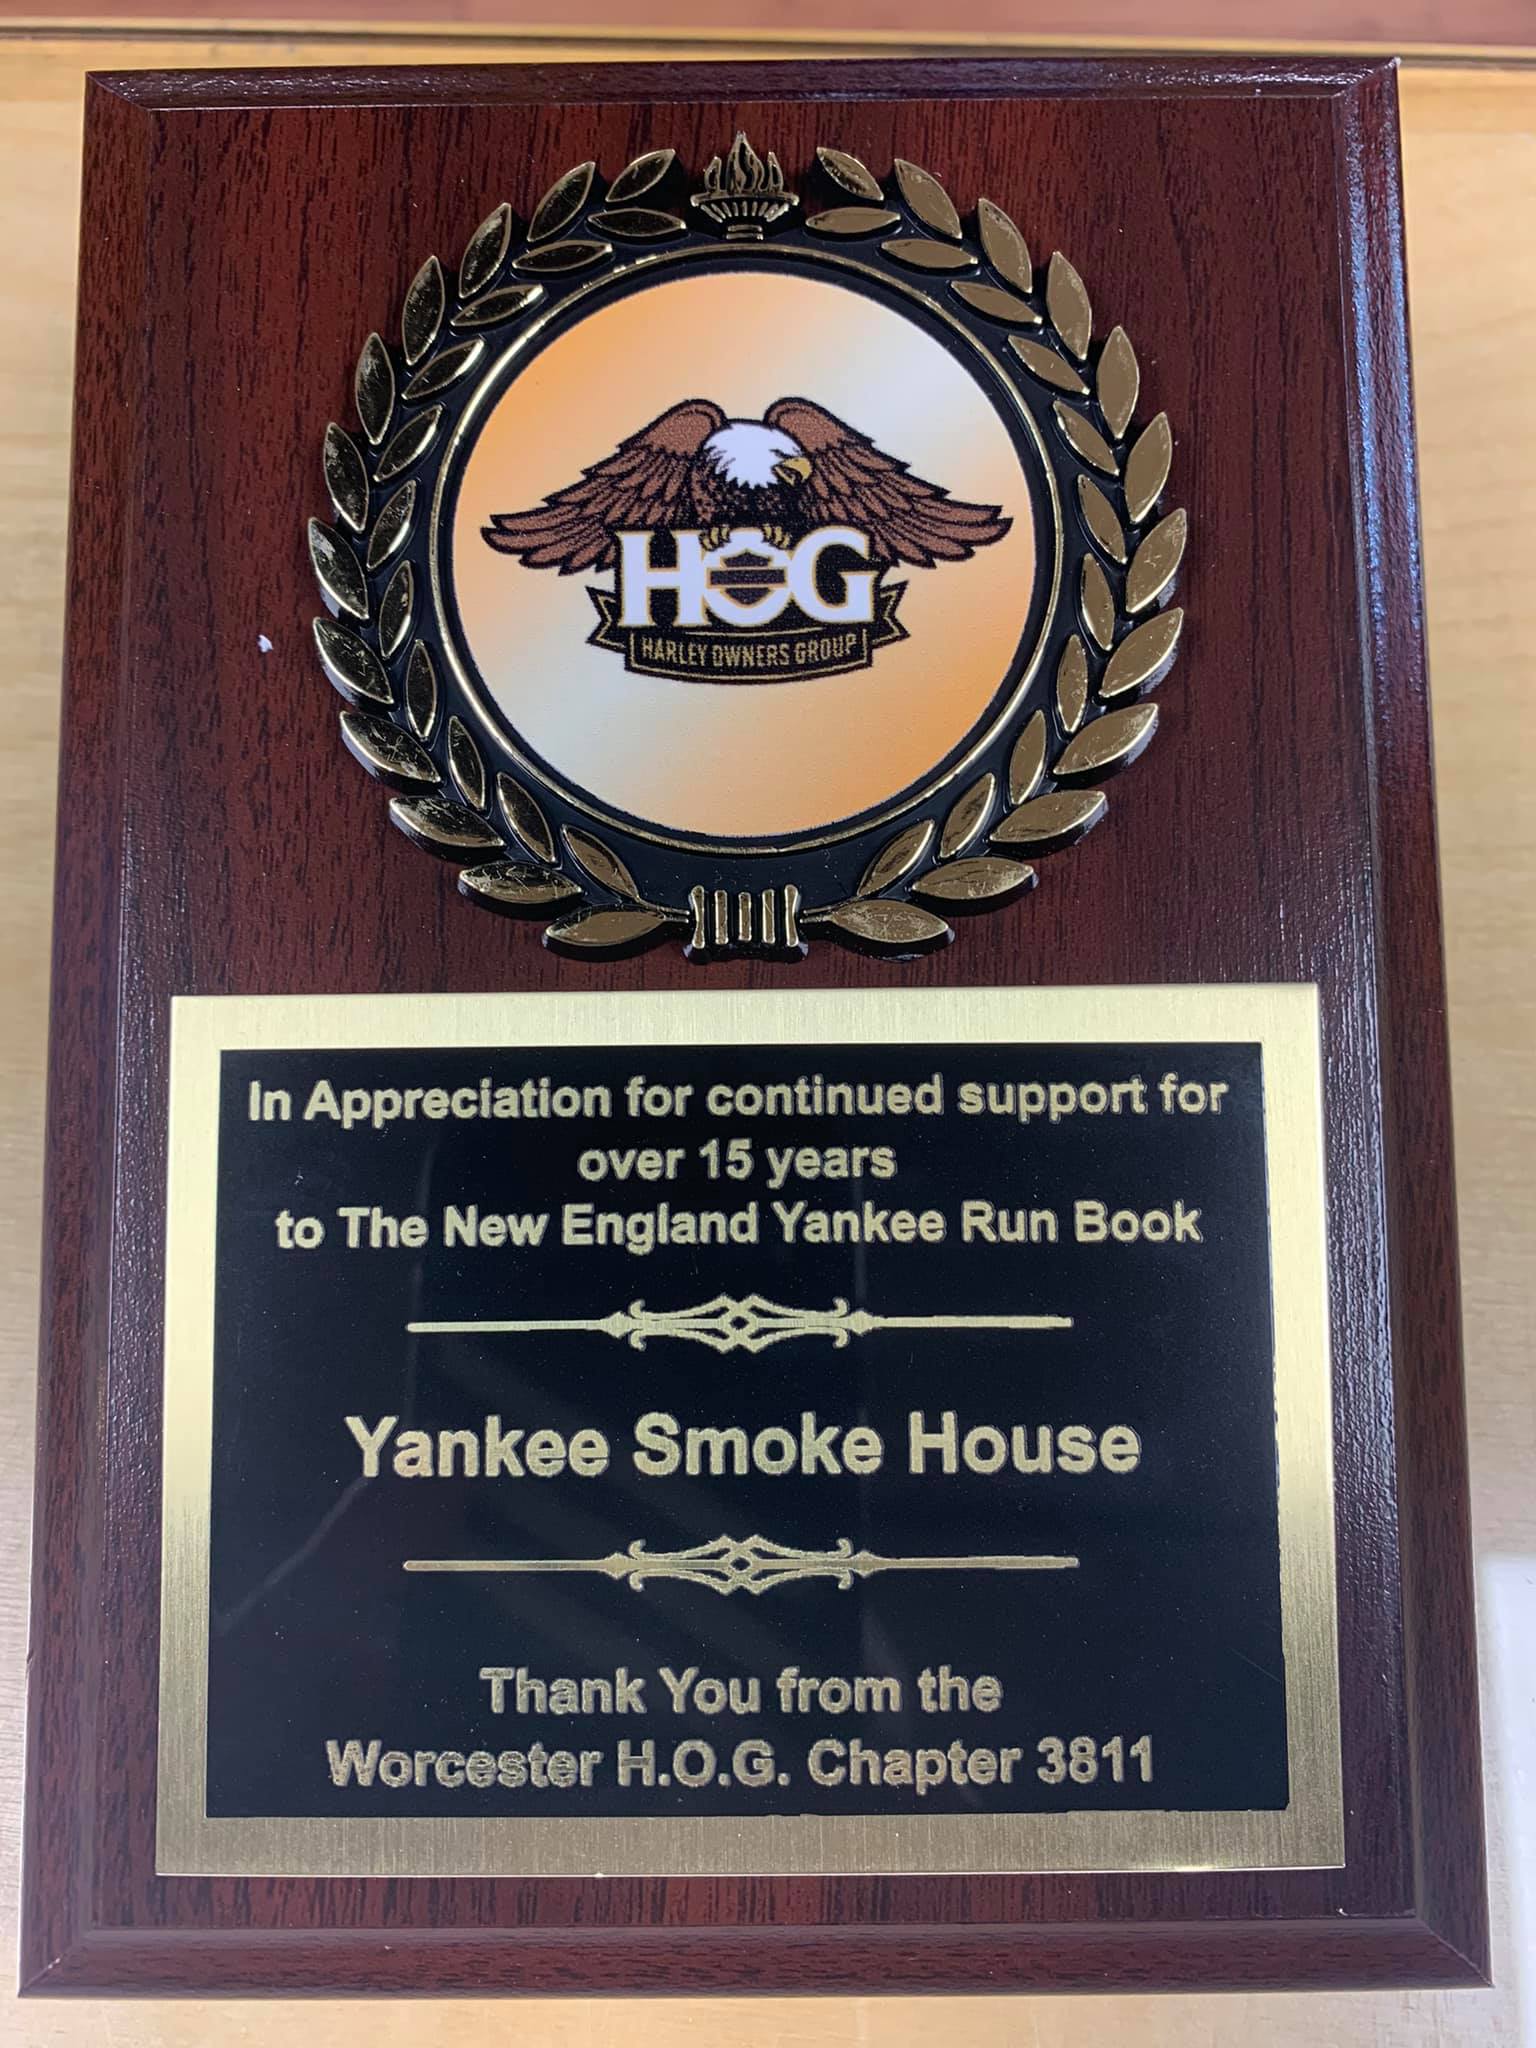 HOG
HARLEY OWNERS GROUP
In Appreciation for continued support for
over 15 years
to The New England Yankee Run Book
Yankee Smoke House
Thank You from the
Worcester H.O.G. Chapter 3811